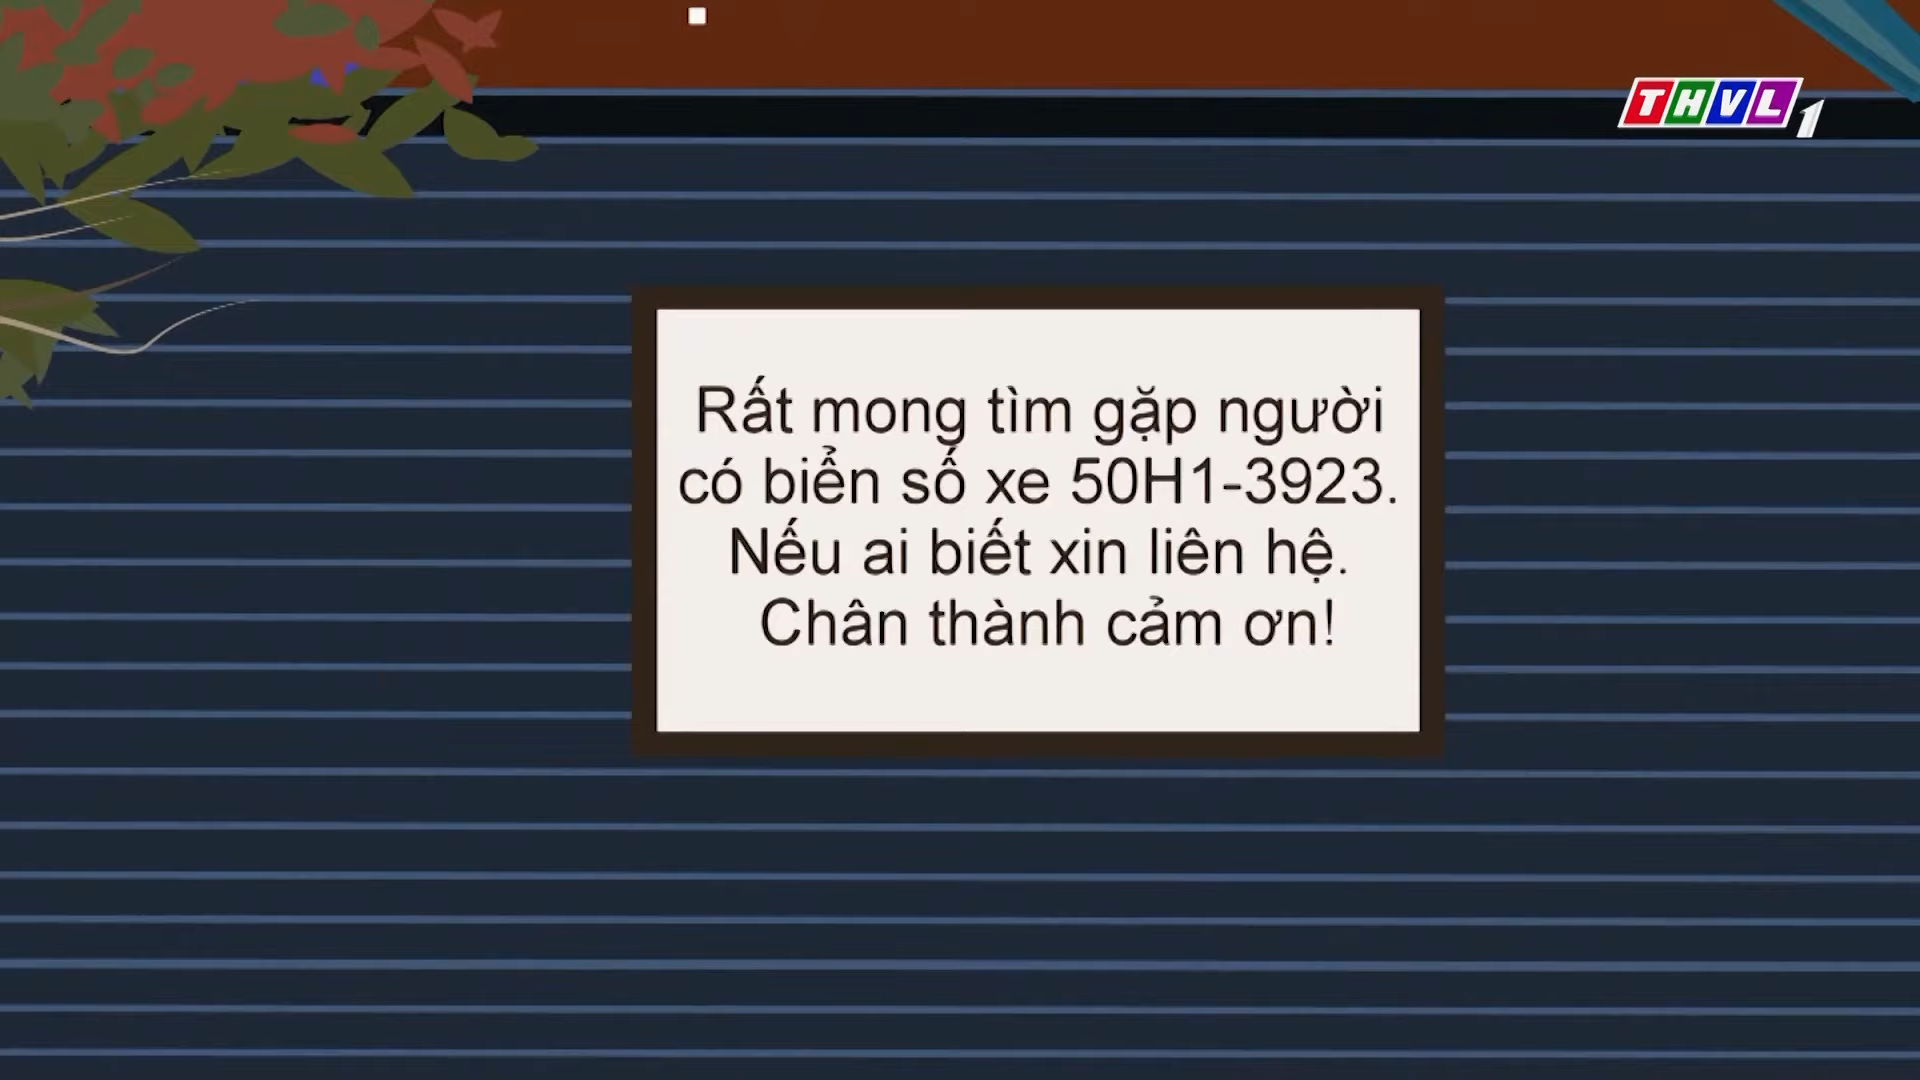 THVL1
Rất mong tìm gặp người
có biển số xe 50H1-3923.
Nếu ai biết xin liên hệ.
Chân thành cảm ơn!